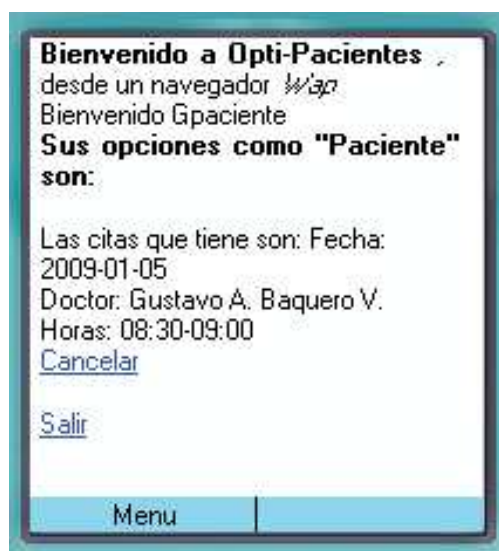 Bienvenido a Opti-Pacientes ,
desde un navegador Wap
Bienvenido Gpaciente
Sus opciones como "Paciente"
son:
Las citas que tiene son: Fecha:
2009-01-05
Doctor: Gustavo A. Baquero V.
Horas: 08:30-09:00
Cancelar
Salir
Menu